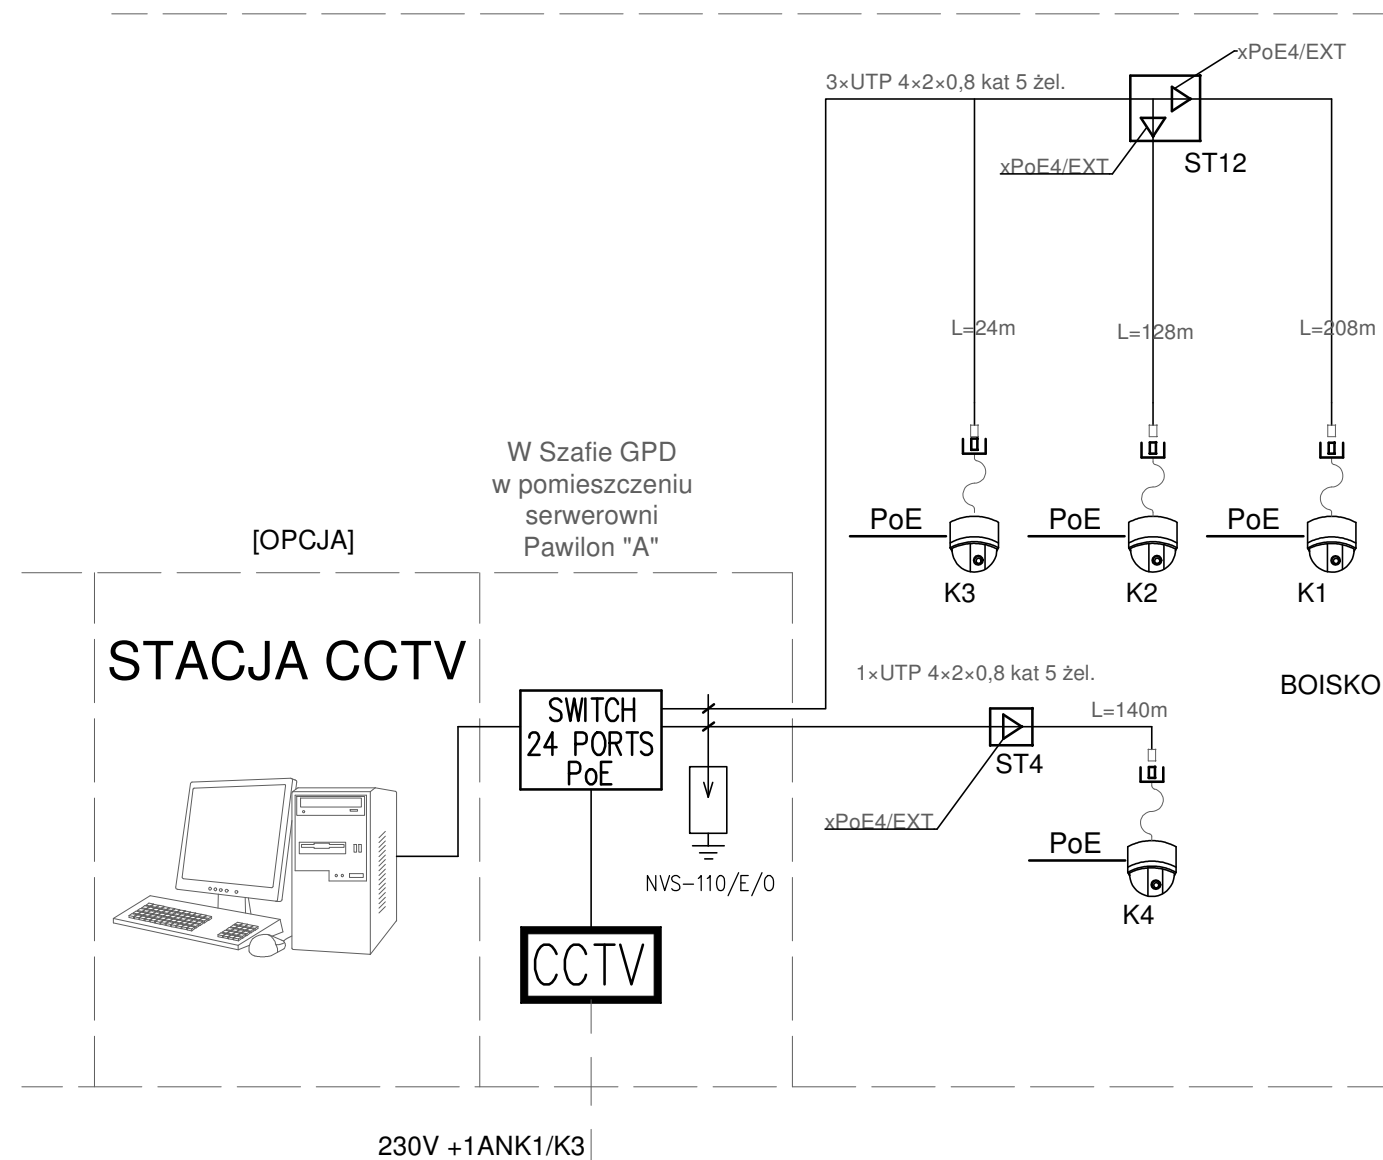 xPoE4/EXT
3×UTP 4×2×0,8 kat 5 żel.
xPoE4/EXT
ST12
L=24m
L=128m
L=208m
W Szafie GPD
w pomieszczeniu
serwerowni
Pawilon "A"
[OPCJA]
PoE
PoE
PoE
K3
K2
K1
STACJA CCTV
1×UTP 4×2×0,8 kat 5 żel.
BOISKO
L=140m
SWITCH
24 PORTS
PoE
ST4
xPoE4/EXT
PoE
NVS-110/E/0
K4
CCTV
230V +1ANK1/K3